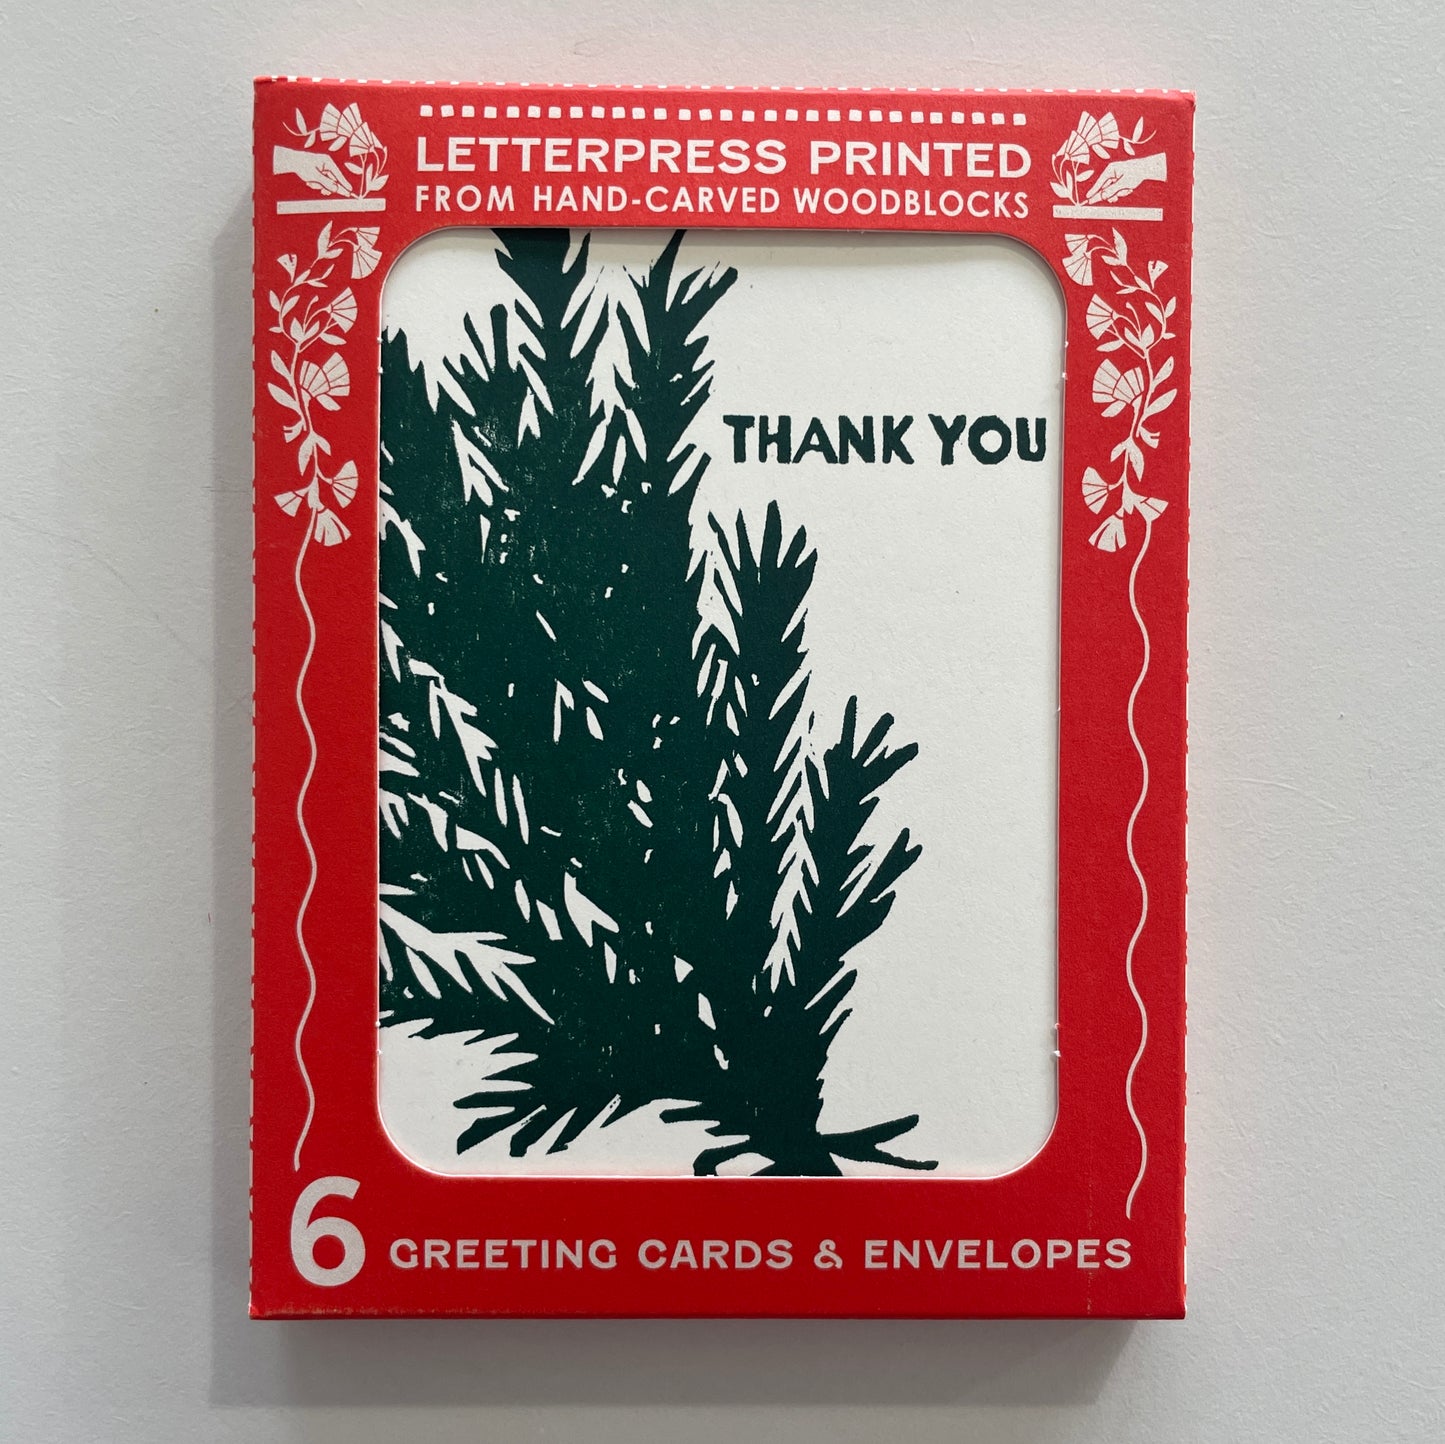 LETTERPRESS PRINTED
FROM HAND-CARVED WOODBLOCKS
THANK YOU
6 GREETING CARDS & ENVELOPES